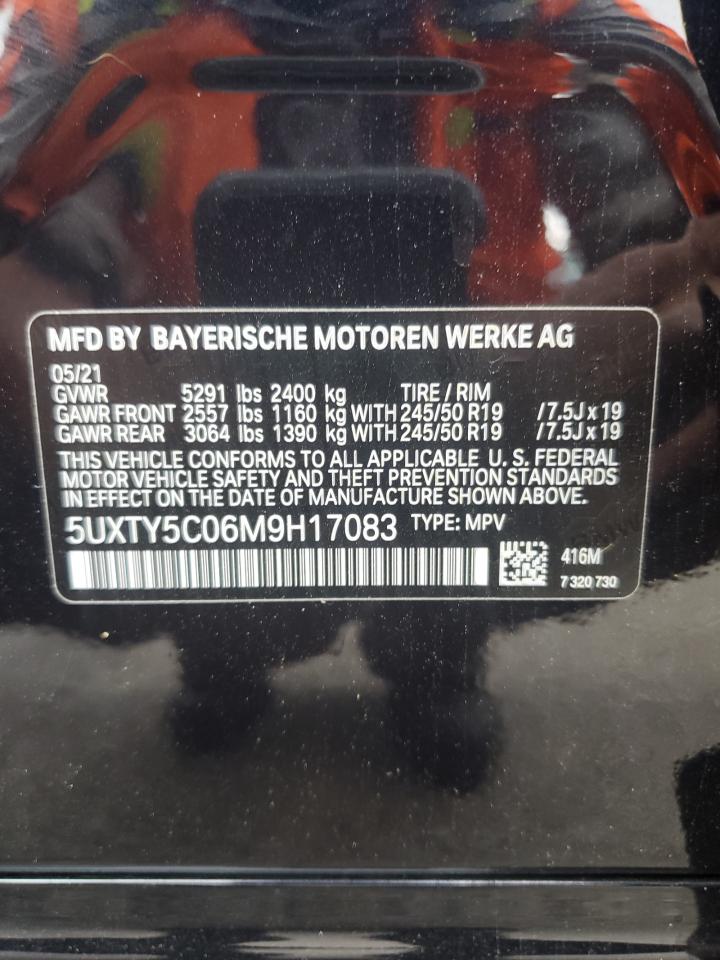 MFD BY BAYERISCHE MOTOREN WERKE AG
05/21
GVWR 5291 lbs 2400 kg TIRE / RIM
GAWR FRONT 2557 lbs 1160 kg WITH 245/50 R19 / 7.5J x 19
GAWR REAR 3064 lbs 1390 kg WITH 245/50 R19 / 7.5J x 19
THIS VEHICLE CONFORMS TO ALL APPLICABLE U. S. FEDERAL
MOTOR VEHICLE SAFETY AND THEFT PREVENTION STANDARDS
IN EFFECT ON THE DATE OF MANUFACTURE SHOWN ABOVE.
5UXTY5C06M9H17083 TYPE: MPV
416M
7 320 730